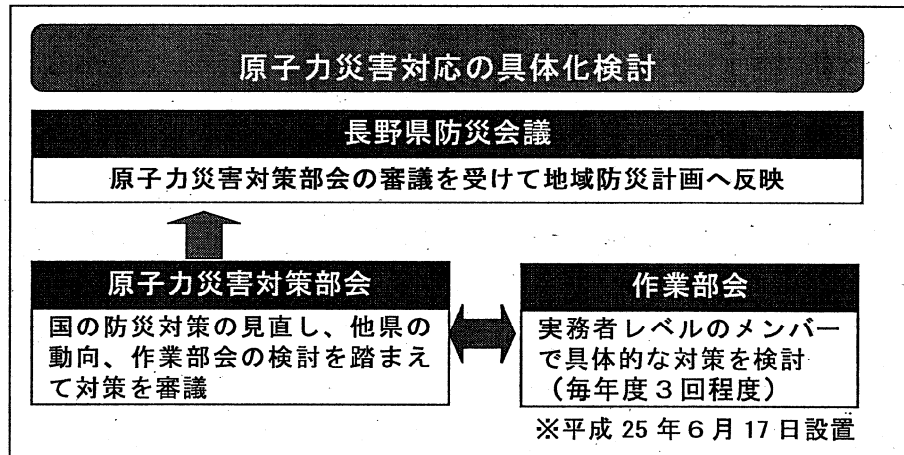 原子力災害対応の具体化検討
長野県防災会議
原子力災害対策部会の審議を受けて地域防災計画へ反映
原子力災害対策部会
国の防災対策の見直し、他県の
動向、作業部会の検討を踏まえ
て対策を審議
作業部会
実務者レベルのメンバー
で具体的な対策を検討
（毎年度３回程度）
※平成 25 年６月 17 日設置